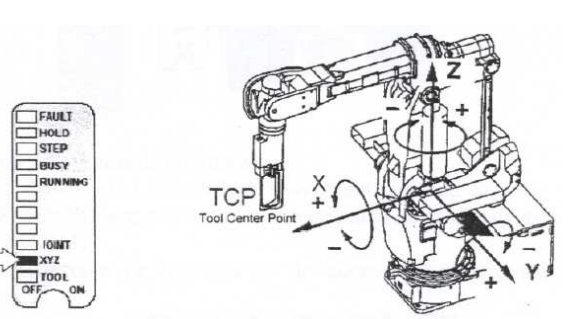 FAULT
HOLD
STEP
BUSY
RUNNING
JOINT
XYZ
TOOL
OFF ON
TCP
Tool Center Point
X
+
−
Z
− +
−
Y
+